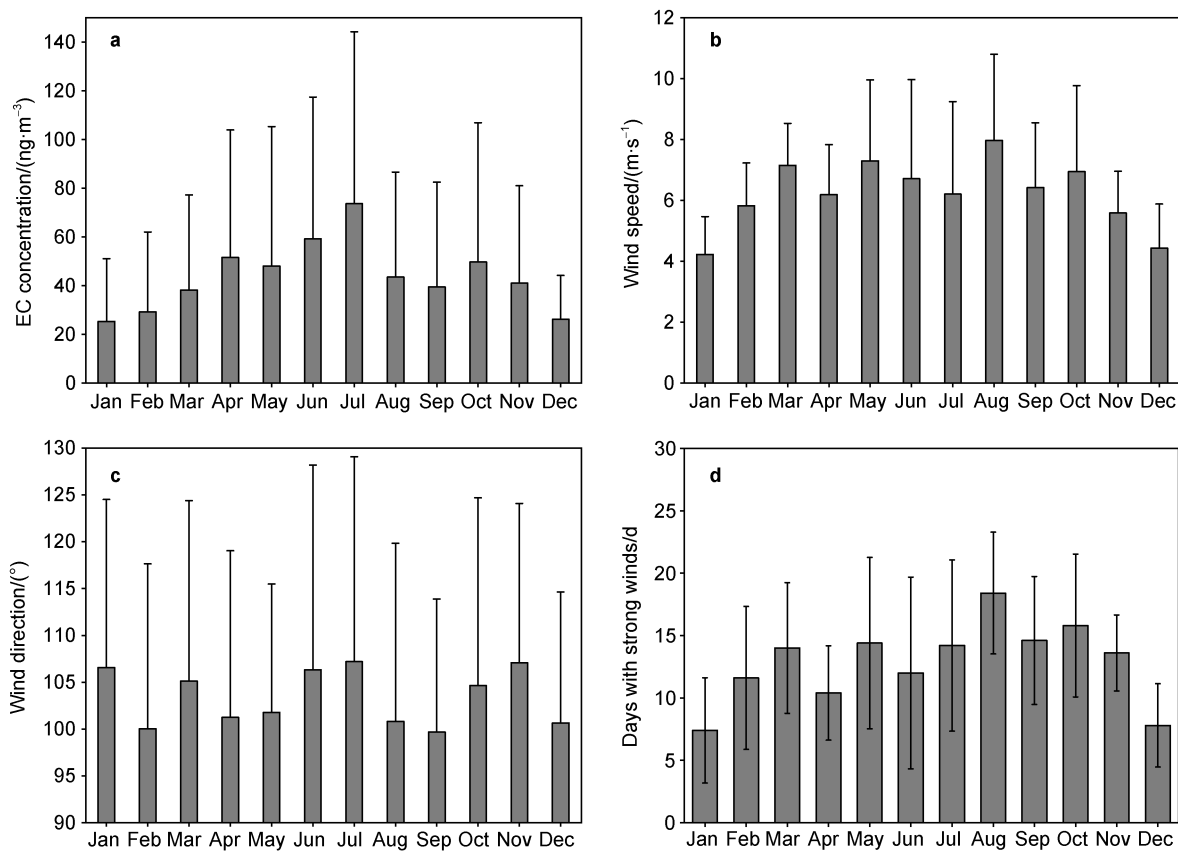 a
EC concentration/(ng·m⁻³)
140
120
100
80
60
40
20
0
Jan Feb Mar Apr May Jun Jul Aug Sep Oct Nov Dec
b
Wind speed/(m·s⁻¹)
12
10
8
6
4
2
0
Jan Feb Mar Apr May Jun Jul Aug Sep Oct Nov Dec
c
Wind direction/(°)
130
125
120
115
110
105
100
95
90
Jan Feb Mar Apr May Jun Jul Aug Sep Oct Nov Dec
d
Days with strong winds/d
30
25
20
15
10
5
0
Jan Feb Mar Apr May Jun Jul Aug Sep Oct Nov Dec